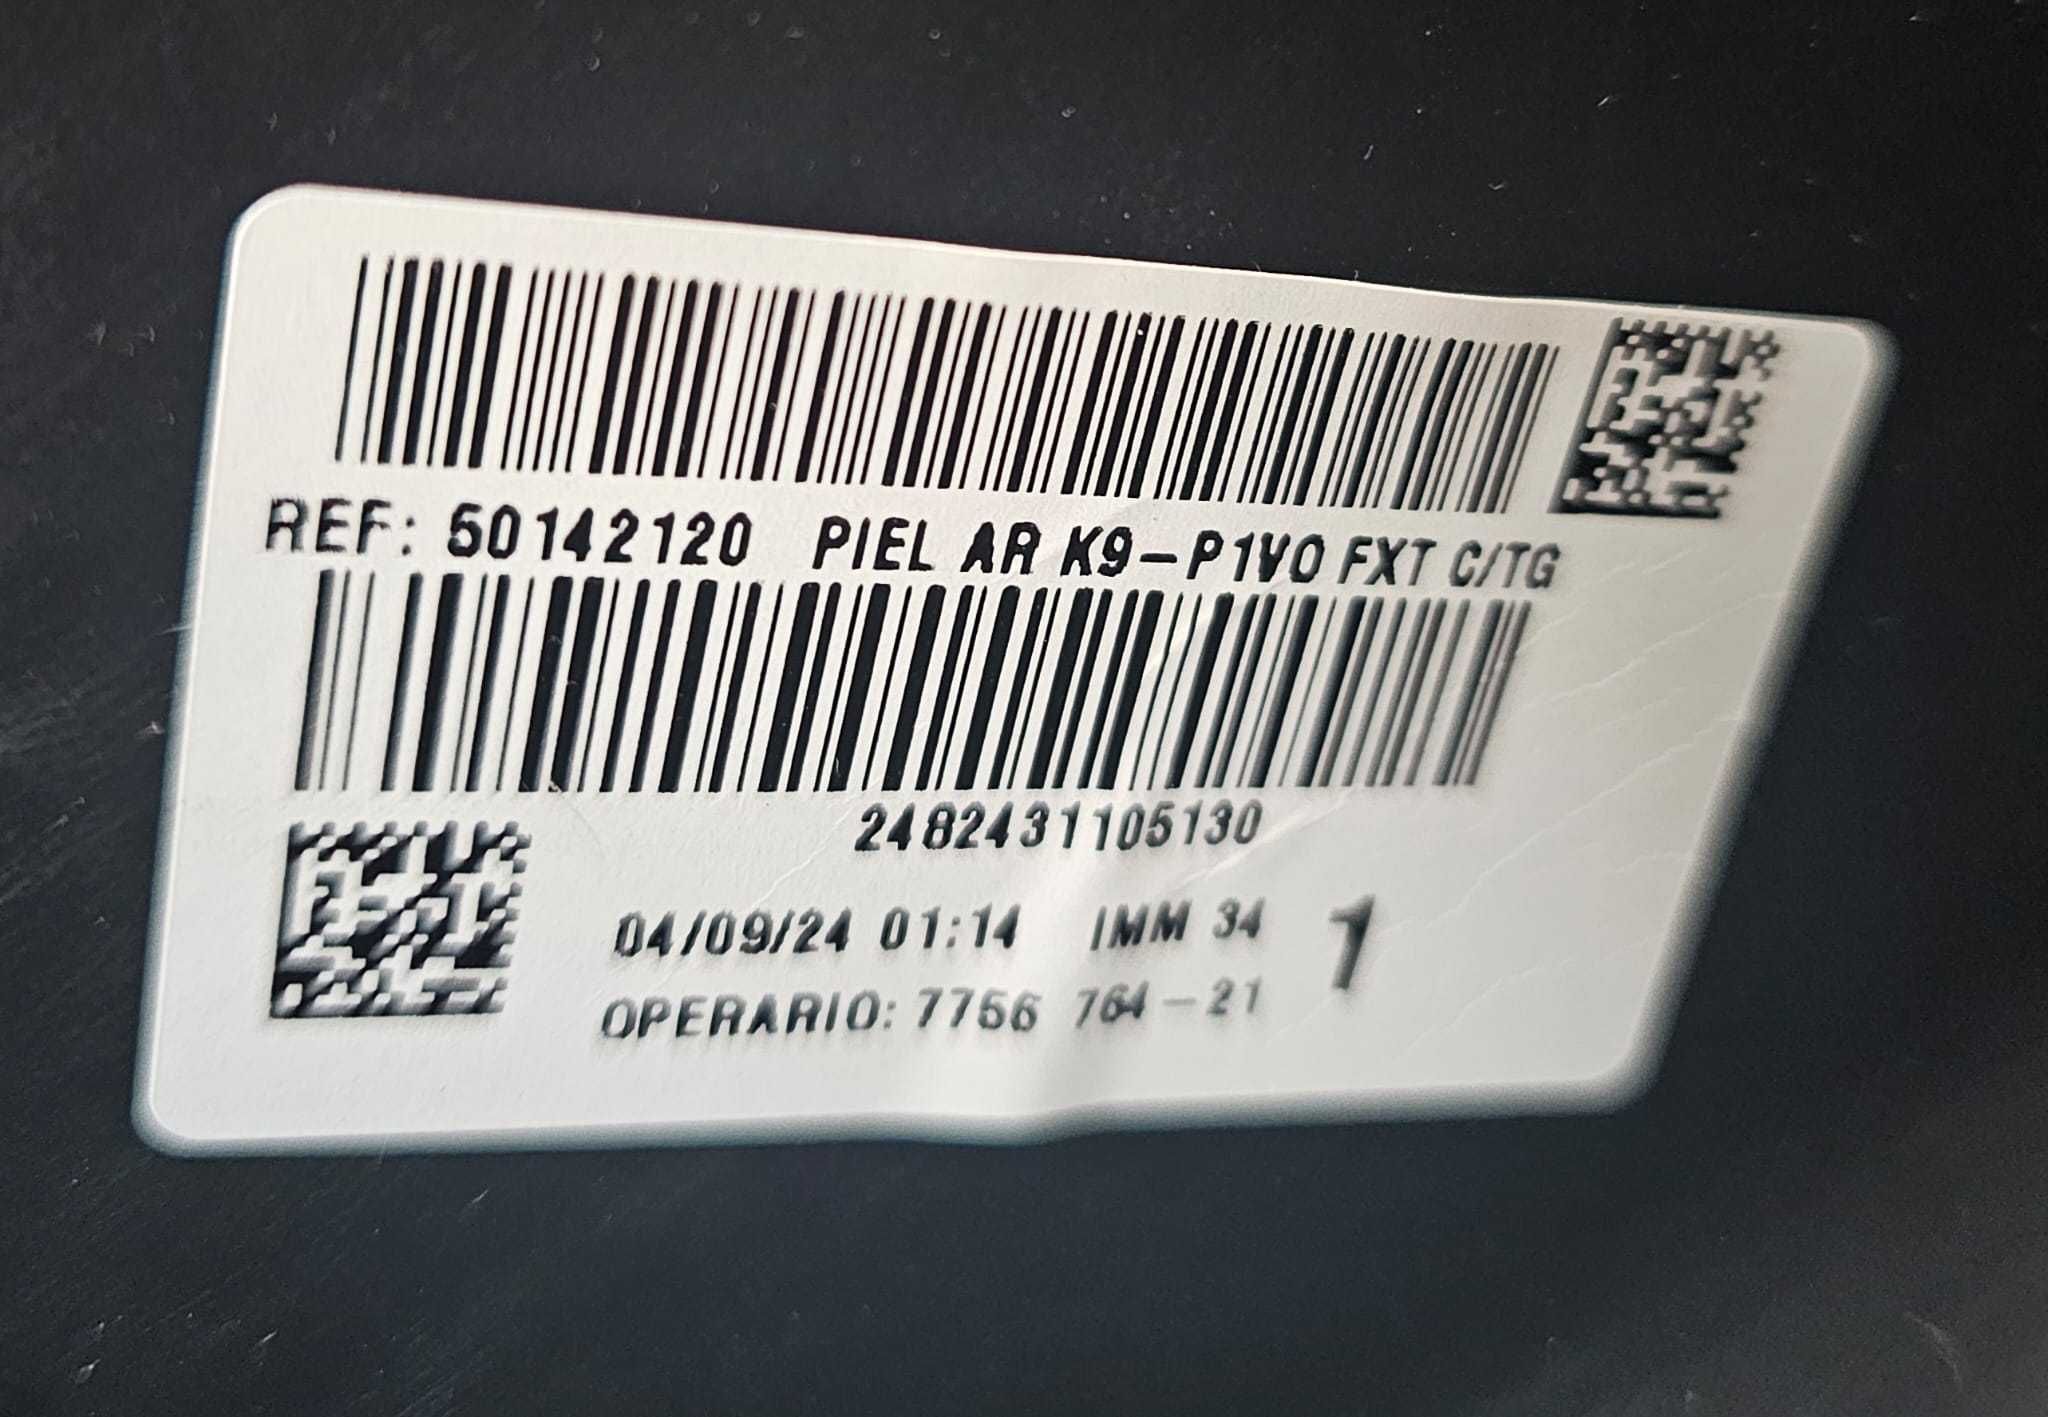 REF: 50142120 PIEL AR K9-P1VO FXT C/TG
2482431105130
04/09/24 01:14 IMM 34 1
OPERARIO: 7756 764-21